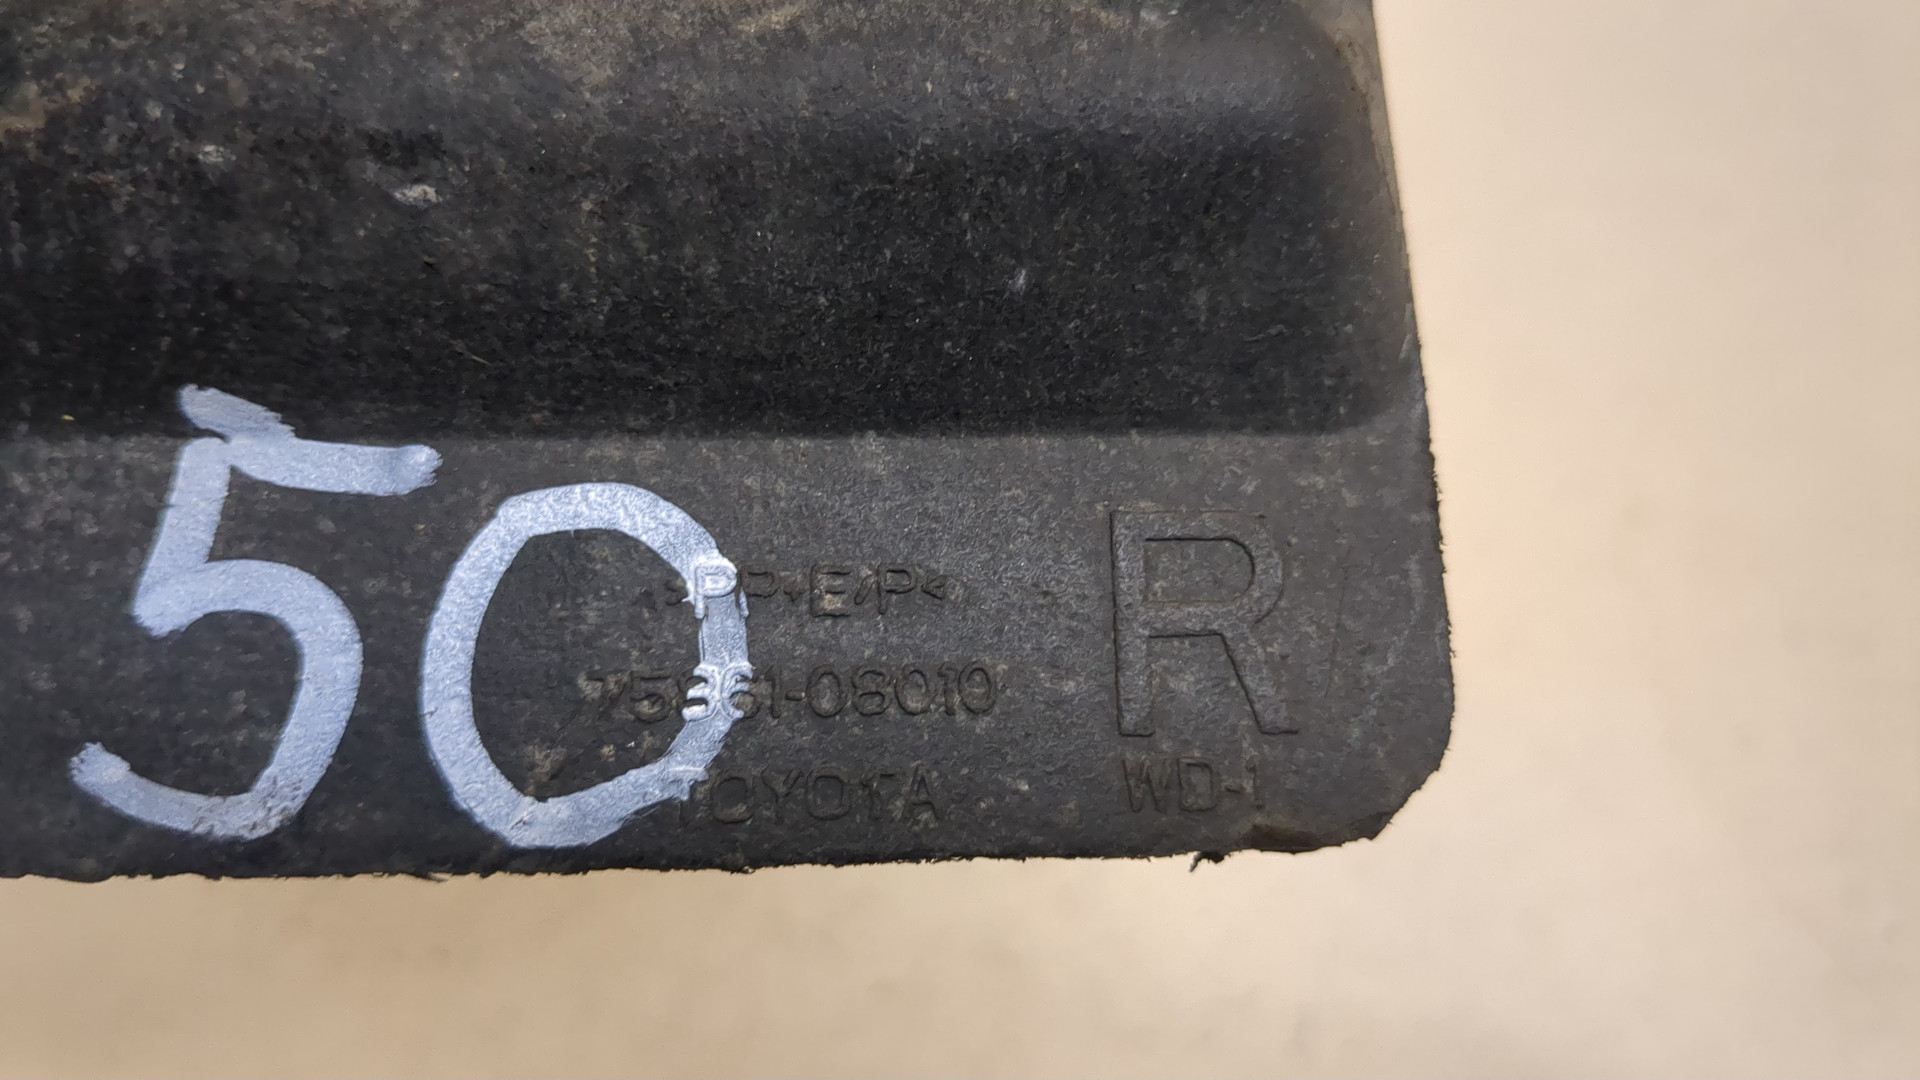 50
>PP+E/P<
75861-08010
TOYOTA
R
WD-1